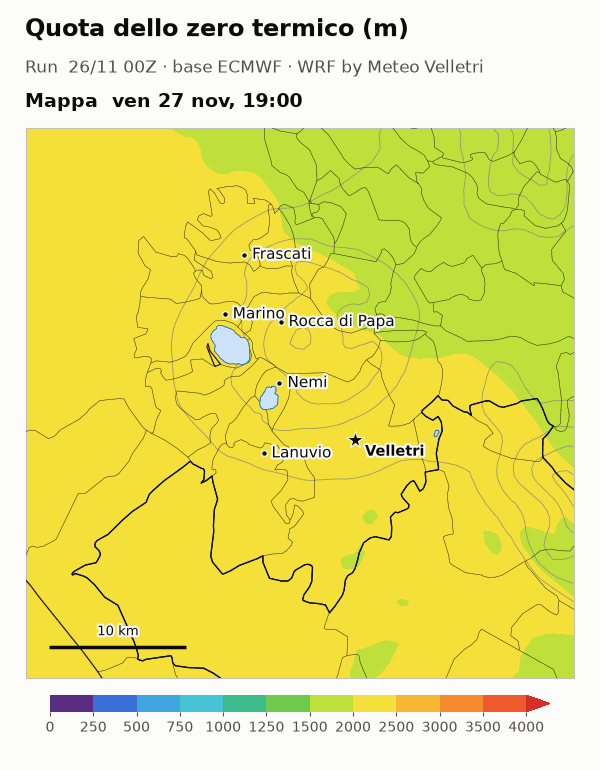 Quota dello zero termico (m)
Run  26/11 00Z · base ECMWF · WRF by Meteo Velletri
Mappa  ven 27 nov, 19:00
Frascati
Marino
Rocca di Papa
Nemi
Velletri
Lanuvio
10 km
0 250 500 750 1000 1250 1500 2000 2500 3000 3500 4000